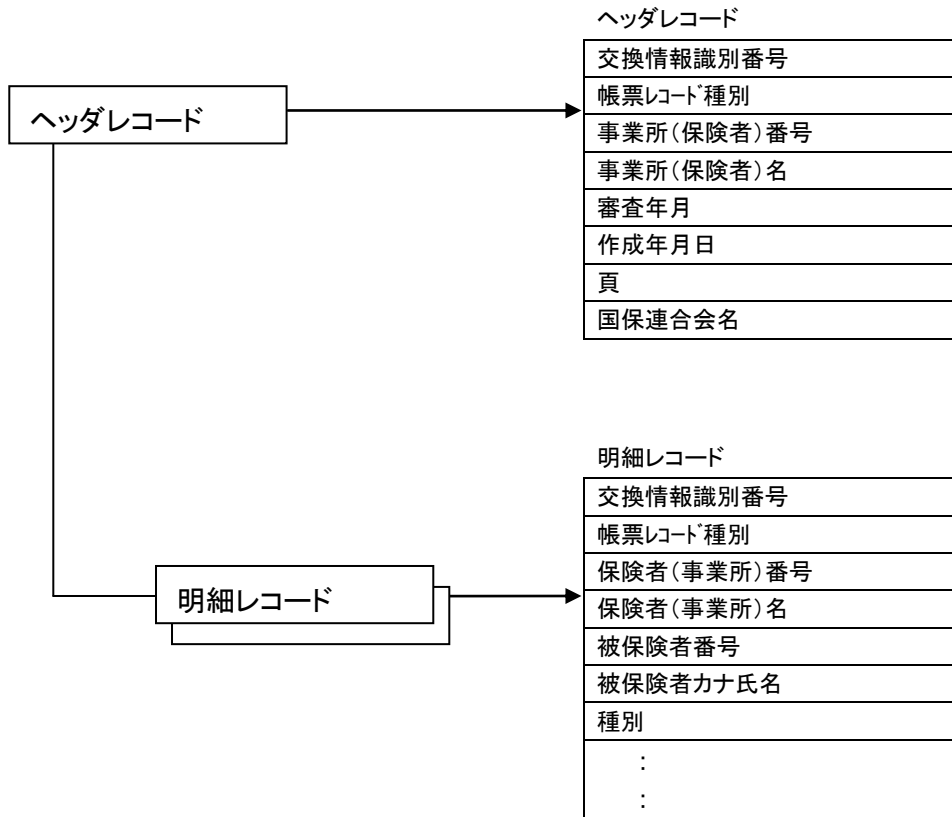 ヘッダレコード
ヘッダレコード
交換情報識別番号
帳票ﾚｺｰﾄﾞ種別
事業所(保険者)番号
事業所(保険者)名
審査年月
作成年月日
頁
国保連合会名
明細レコード
明細レコード
交換情報識別番号
帳票ﾚｺｰﾄﾞ種別
保険者(事業所)番号
保険者(事業所)名
被保険者番号
被保険者カナ氏名
種別
:
: